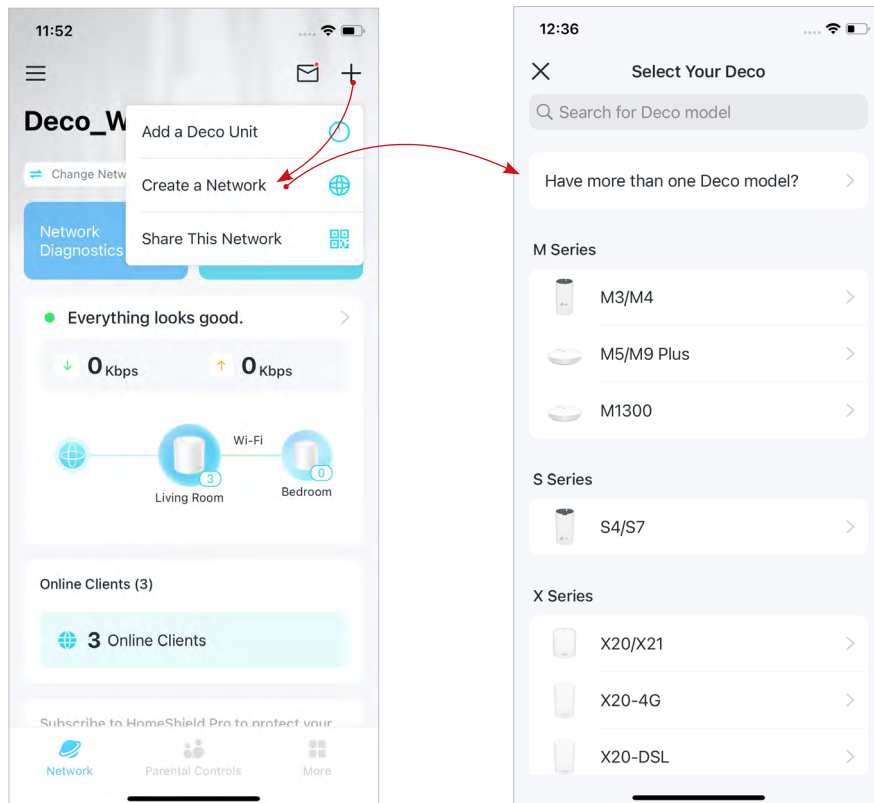 11:52
Deco_W
Add a Deco Unit
Change Netw
Create a Network
Network
Diagnostics
Share This Network
Everything looks good.
0 Kbps
0 Kbps
Wi-Fi
3
0
Living Room
Bedroom
Online Clients (3)
3 Online Clients
Subscribe to HomeShield Pro to protect your
Network
Parental Controls
More
12:36
Select Your Deco
Search for Deco model
Have more than one Deco model?
M Series
M3/M4
M5/M9 Plus
M1300
S Series
S4/S7
X Series
X20/X21
X20-4G
X20-DSL